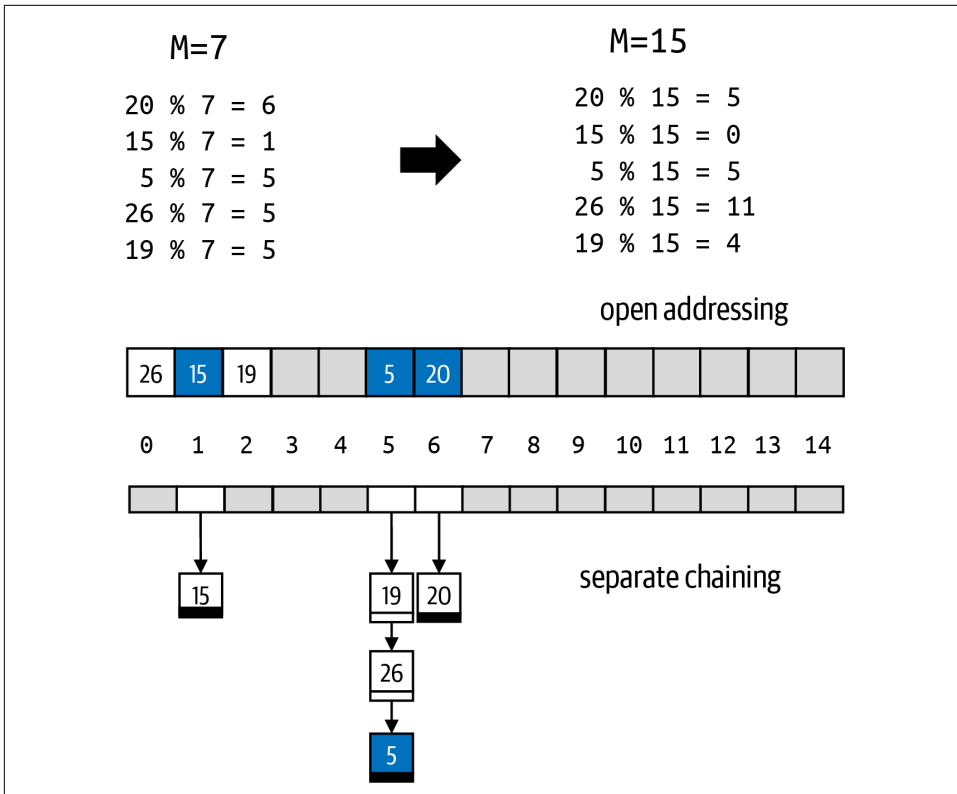 M=7
20 % 7 = 6
15 % 7 = 1
5 % 7 = 5
26 % 7 = 5
19 % 7 = 5
M=15
20 % 15 = 5
15 % 15 = 0
5 % 15 = 5
26 % 15 = 11
19 % 15 = 4
open addressing
26 15 19 5 20
0 1 2 3 4 5 6 7 8 9 10 11 12 13 14
separate chaining
15 19 20
26
5